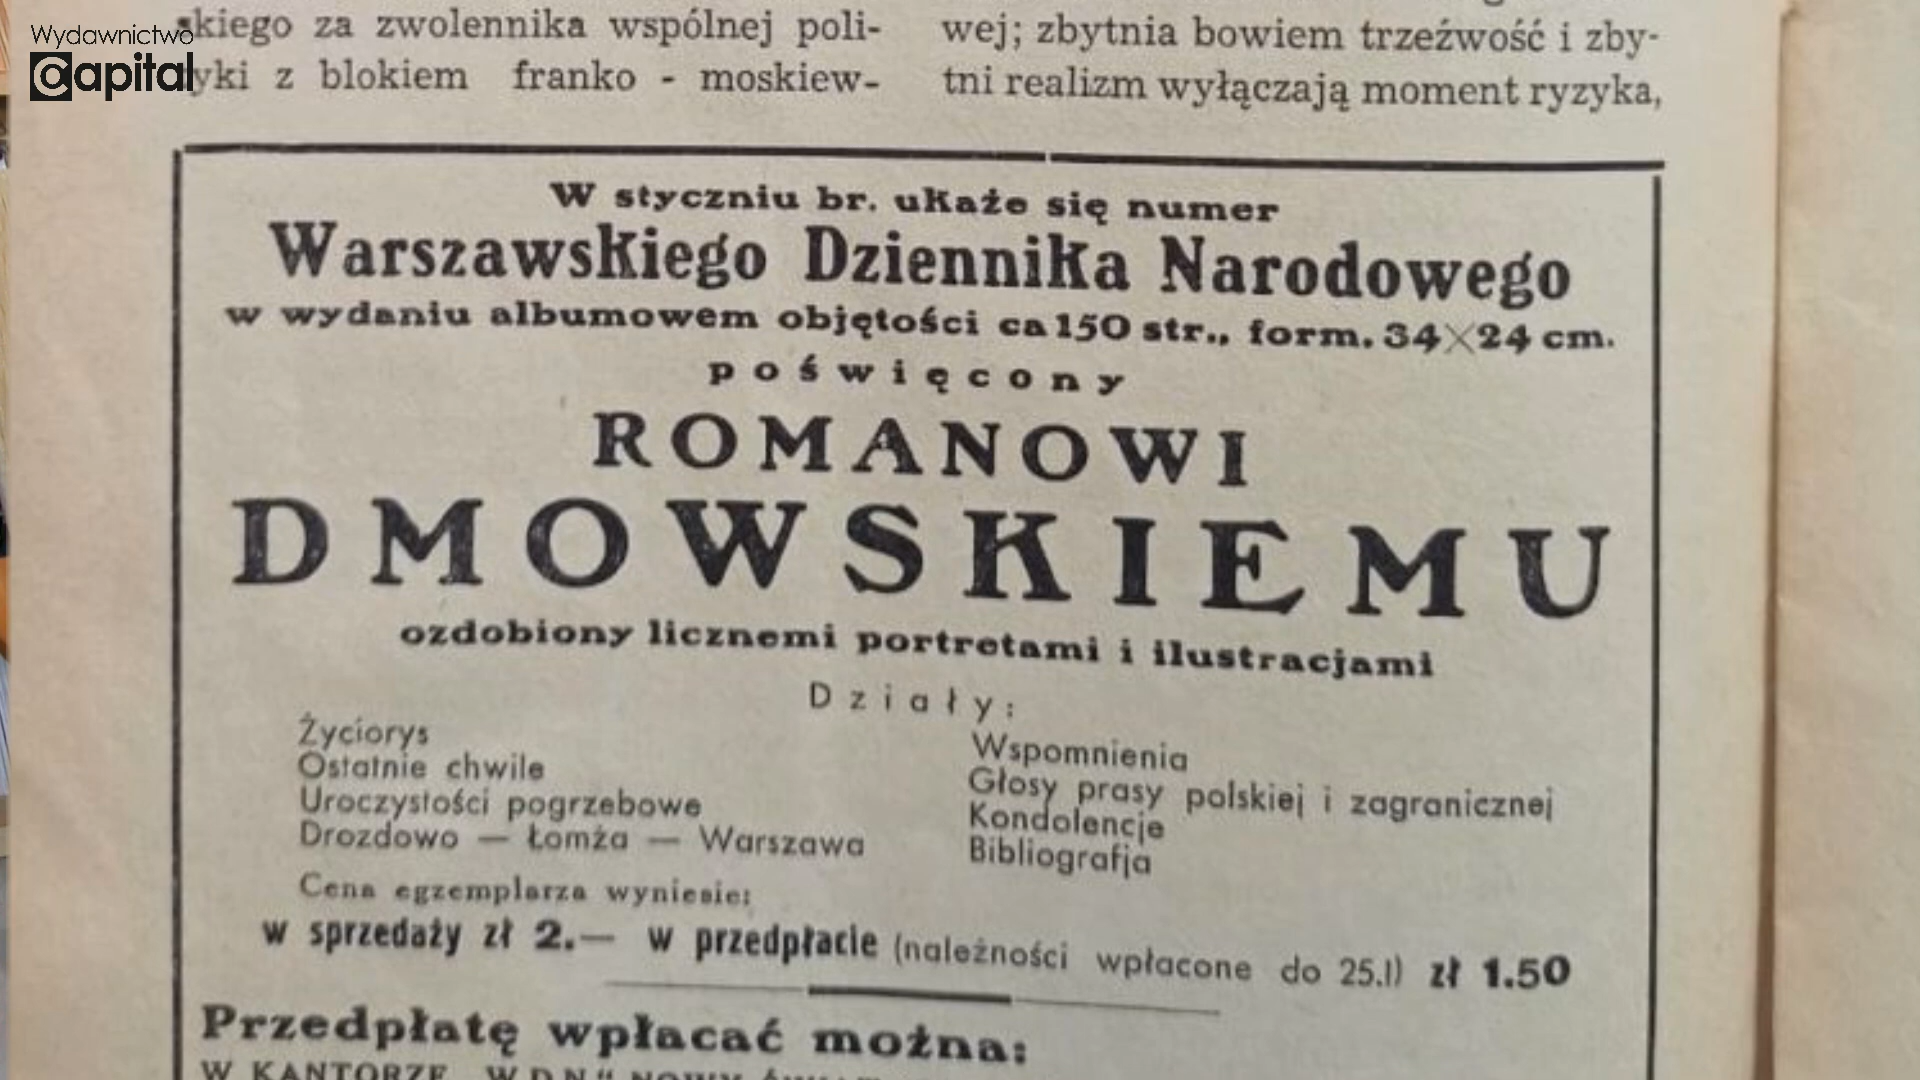 Wydawnictwo
Capital
skiego za zwolennika wspólnej poli-
tyki z blokiem franko - moskiew-
wej; zbytnia bowiem trzeźwość i zby-
tni realizm wyłączają moment ryzyka,
W styczniu br. ukaże się numer
Warszawskiego Dziennika Narodowego
w wydaniu albumowem objętości ca 150 str., form. 34×24 cm.
poświęcony
ROMANOWI
DMOWSKIEMU
ozdobiony licznemi portretami i ilustracjami
Działy:
Życiorys
Ostatnie chwile
Uroczystości pogrzebowe
Drozdowo — Łomża — Warszawa
Wspomnienia
Głosy prasy polskiej i zagranicznej
Kondolencje
Bibliografja
Cena egzemplarza wyniesie:
w sprzedaży zł 2.— w przedpłacie (należności wpłacone do 25.I) zł 1.50
Przedpłatę wpłacać można:
W KANTORZE „W.D.N." NOWY